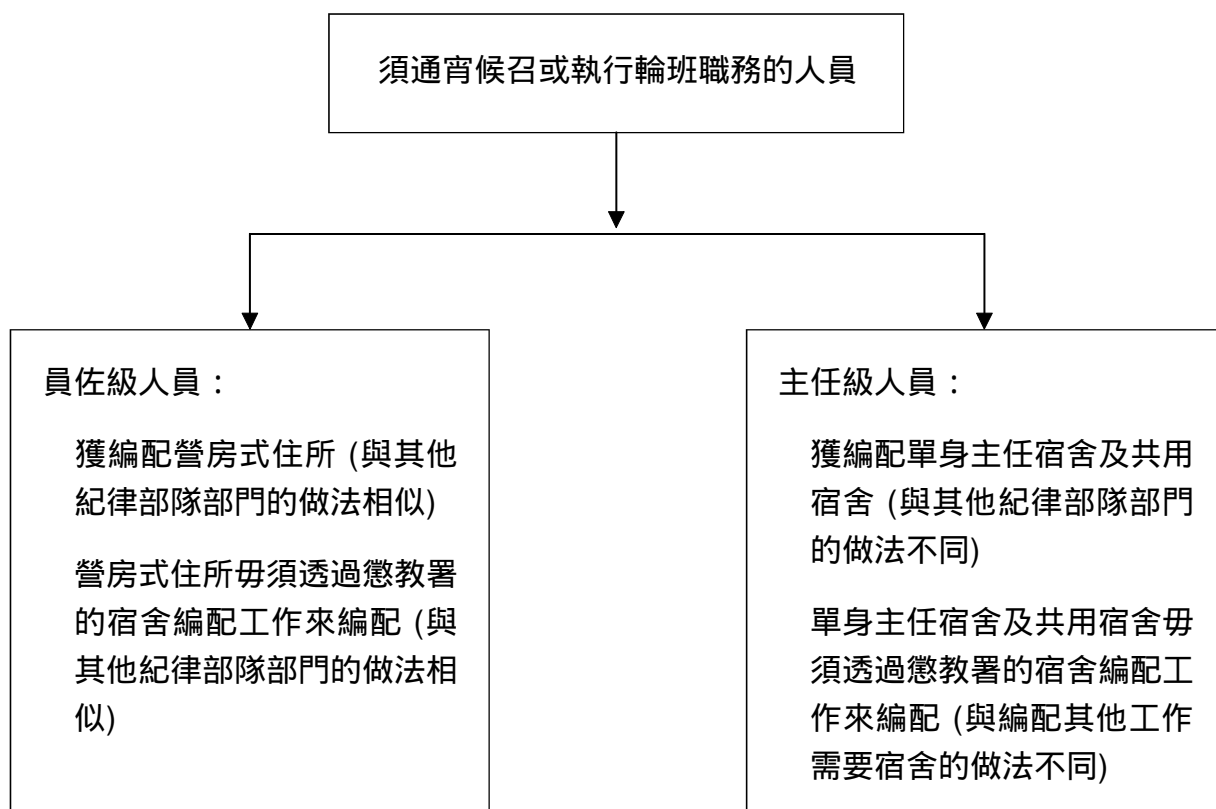 須通宵候召或執行輪班職務的人員
員佐級人員：
獲編配營房式住所 (與其他
紀律部隊部門的做法相似)
營房式住所毋須透過懲教署
的宿舍編配工作來編配 (與
其他紀律部隊部門的做法相
似)
主任級人員：
獲編配單身主任宿舍及共用
宿舍 (與其他紀律部隊部門
的做法不同)
單身主任宿舍及共用宿舍毋
須透過懲教署的宿舍編配工
作來編配 (與編配其他工作
需要宿舍的做法不同)